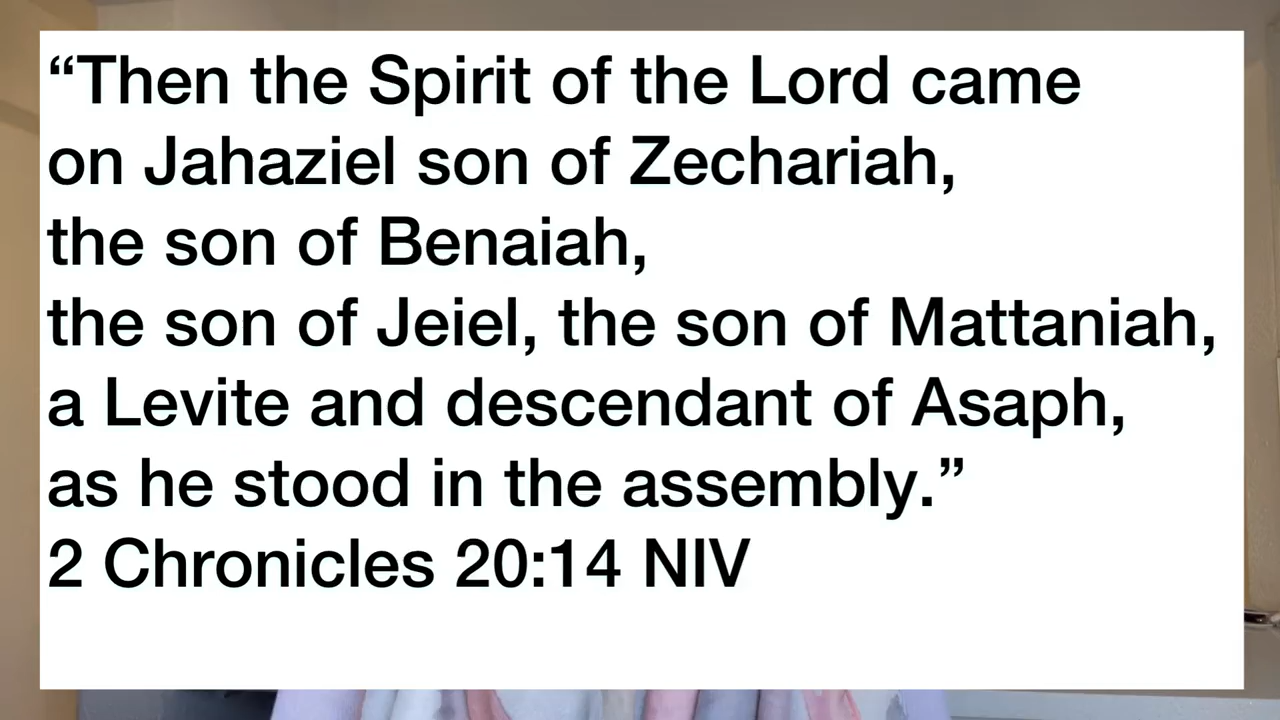 “Then the Spirit of the Lord came
on Jahaziel son of Zechariah,
the son of Benaiah,
the son of Jeiel, the son of Mattaniah,
a Levite and descendant of Asaph,
as he stood in the assembly.”
2 Chronicles 20:14 NIV